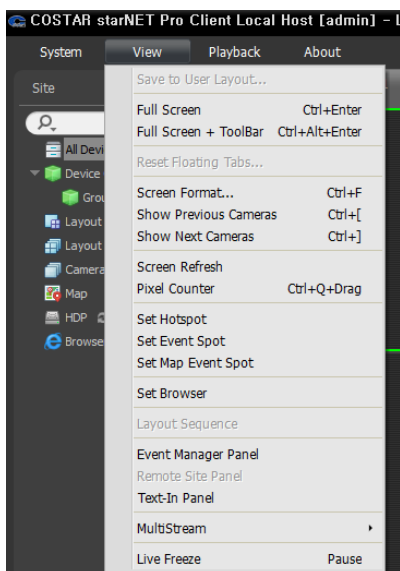 COSTAR starNET Pro Client Local Host [admin] - L
System View Playback About
Site
All Devi
Device
Grou
Layout
Layout
Camera
Map
HDP
Browse
Save to User Layout...
Full Screen Ctrl+Enter
Full Screen + ToolBar Ctrl+Alt+Enter
Reset Floating Tabs...
Screen Format... Ctrl+F
Show Previous Cameras Ctrl+[
Show Next Cameras Ctrl+]
Screen Refresh
Pixel Counter Ctrl+Q+Drag
Set Hotspot
Set Event Spot
Set Map Event Spot
Set Browser
Layout Sequence
Event Manager Panel
Remote Site Panel
Text-In Panel
MultiStream
Live Freeze Pause